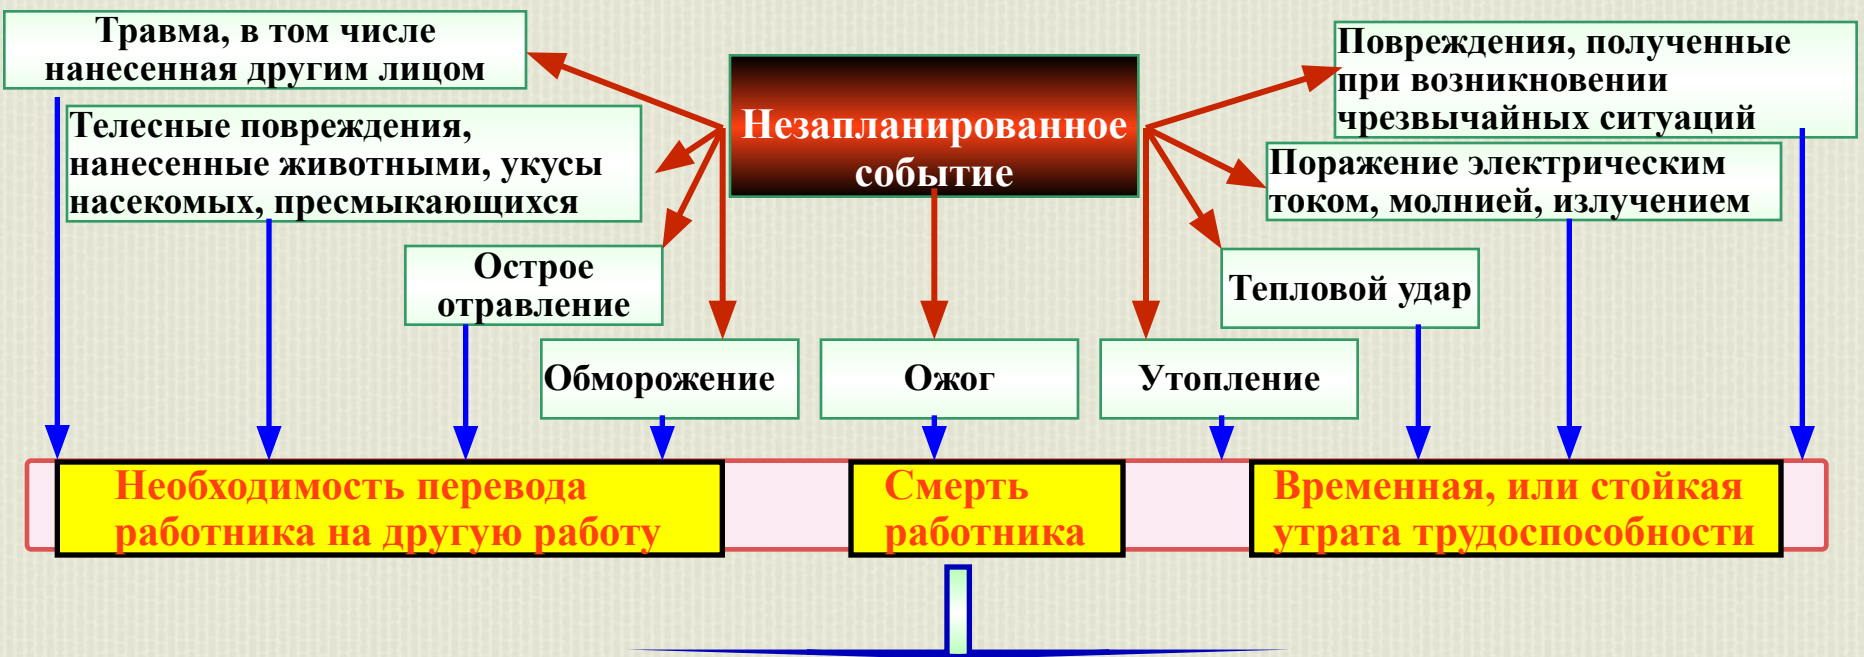 Травма, в том числе
нанесенная другим лицом
Незапланированное
событие
Повреждения, полученные
при возникновении
чрезвычайных ситуаций
Телесные повреждения,
нанесенные животными, укусы
насекомых, пресмыкающихся
Поражение электрическим
током, молнией, излучением
Острое
отравление
Тепловой удар
Обморожение
Ожог
Утопление
Необходимость перевода
работника на другую работу
Смерть
работника
Временная, или стойкая
утрата трудоспособности